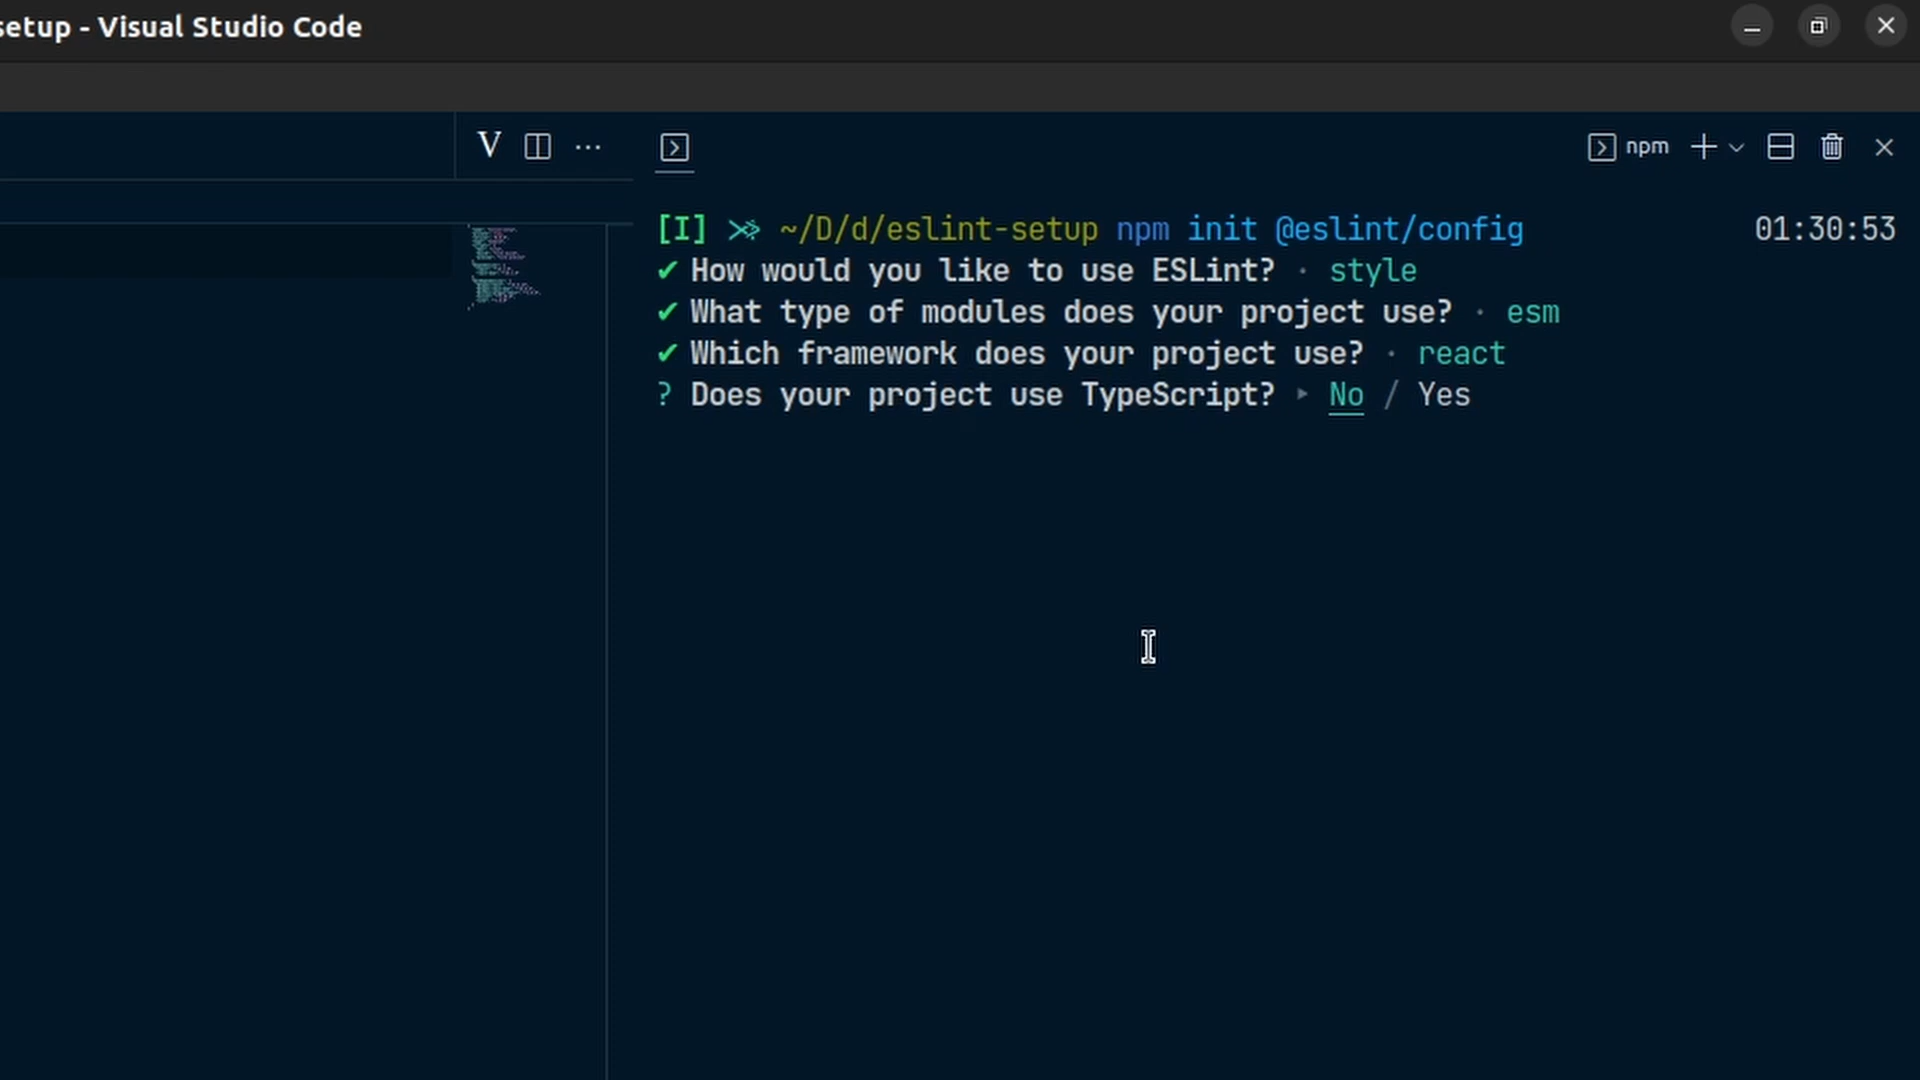 setup - Visual Studio Code
V
npm
[I] ~/D/d/eslint-setup npm init @eslint/config 01:30:53
✔ How would you like to use ESLint? · style
✔ What type of modules does your project use? · esm
✔ Which framework does your project use? · react
? Does your project use TypeScript? ‣ No / Yes